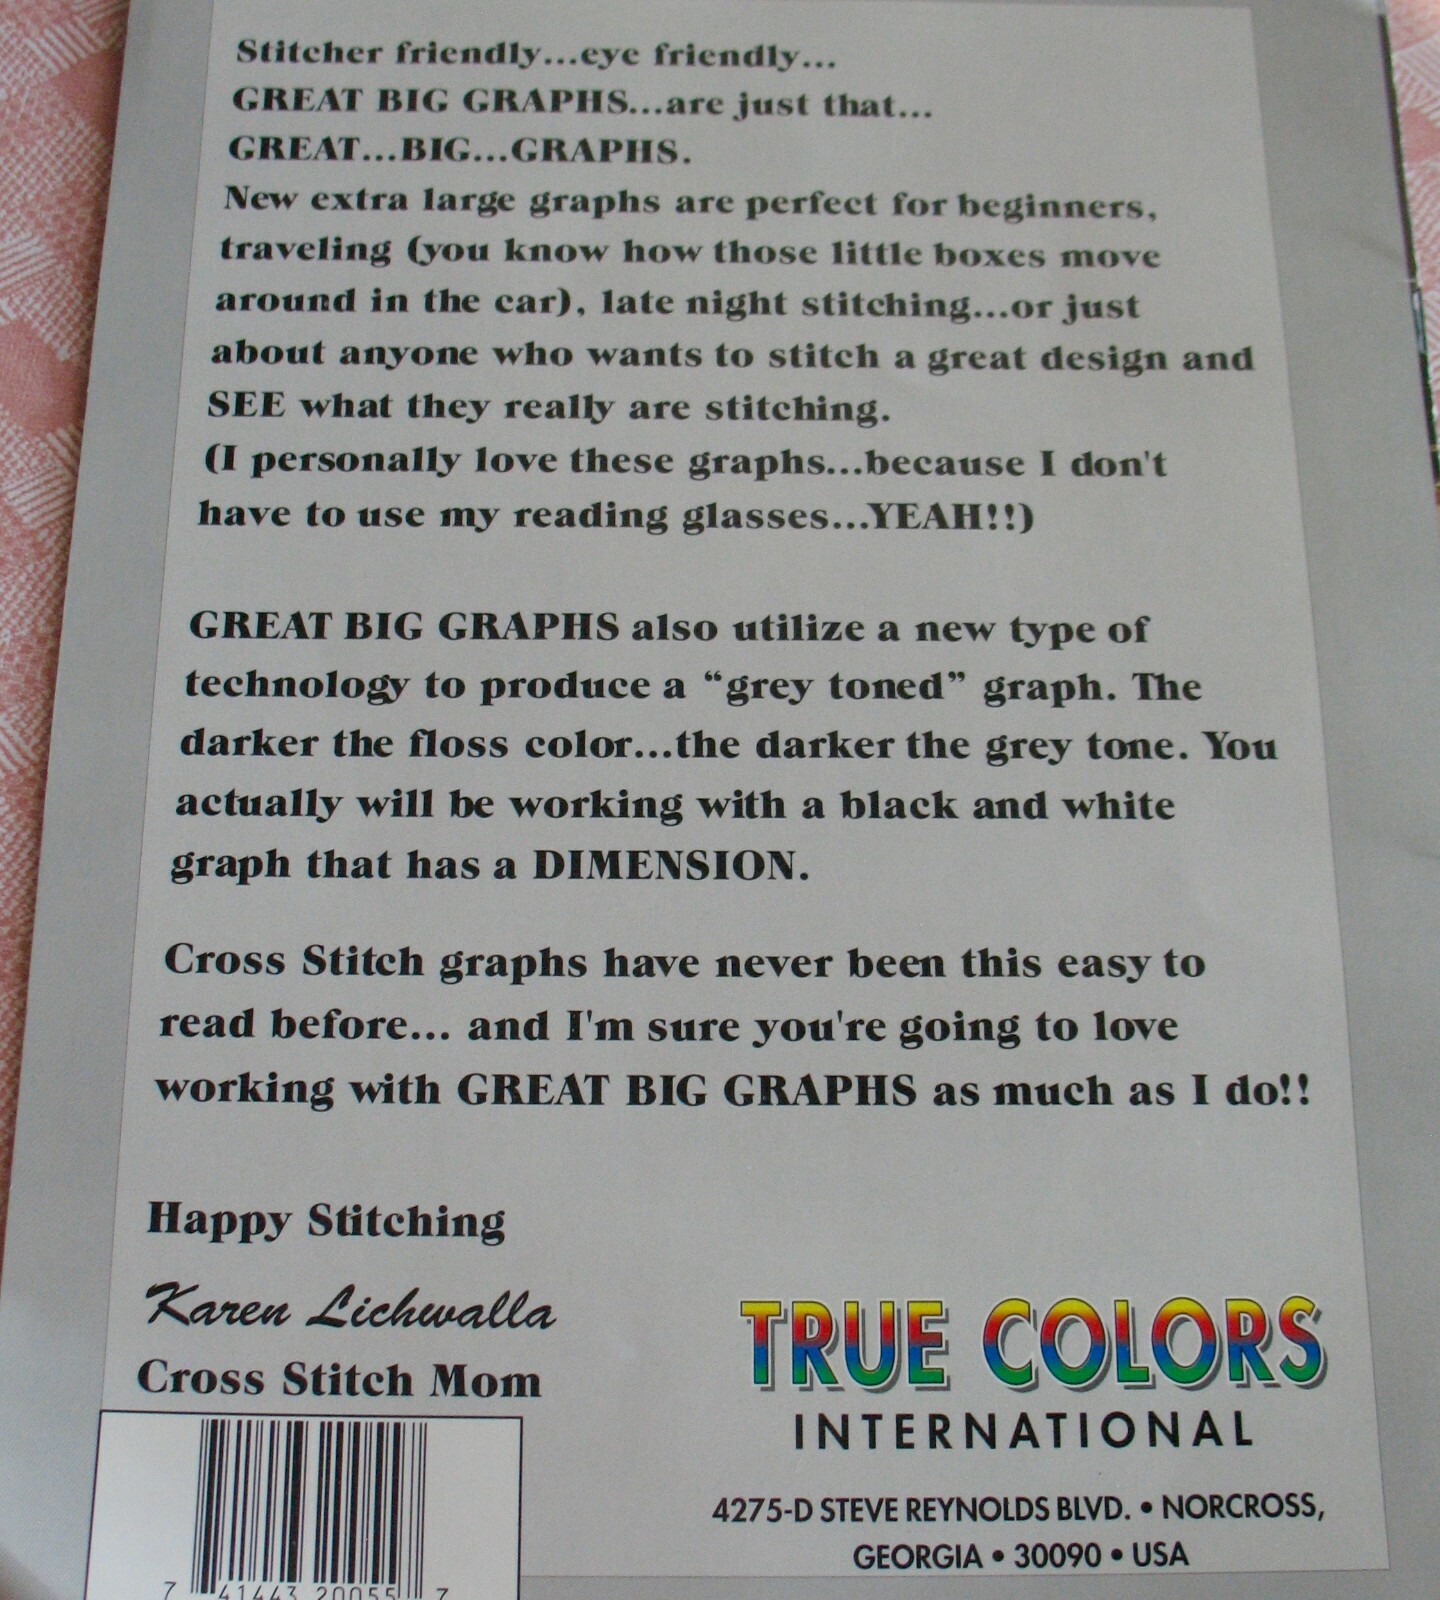 Stitcher friendly...eye friendly...
GREAT BIG GRAPHS...are just that...
GREAT...BIG...GRAPHS.
New extra large graphs are perfect for beginners,
traveling (you know how those little boxes move
around in the car), late night stitching...or just
about anyone who wants to stitch a great design and
SEE what they really are stitching.
(I personally love these graphs...because I don't
have to use my reading glasses...YEAH!!)
GREAT BIG GRAPHS also utilize a new type of
technology to produce a “grey toned” graph. The
darker the floss color...the darker the grey tone. You
actually will be working with a black and white
graph that has a DIMENSION.
Cross Stitch graphs have never been this easy to
read before... and I'm sure you're going to love
working with GREAT BIG GRAPHS as much as I do!!
Happy Stitching
Karen Lichwalla
Cross Stitch Mom
TRUE COLORS
INTERNATIONAL
4275-D STEVE REYNOLDS BLVD. • NORCROSS,
GEORGIA • 30090 • USA
7 41443 20055 7